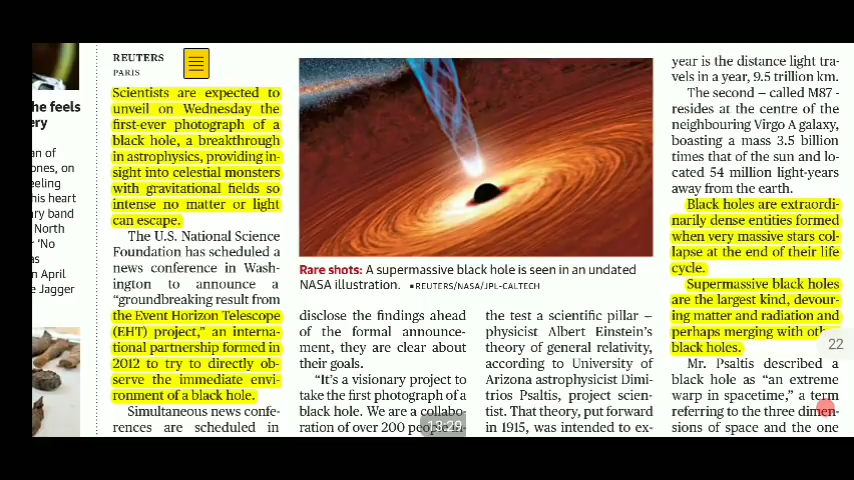 he feels
ery
an of
ones, on
eeling
his heart
ry band
North
'No
as
n April
e Jagger
REUTERS
PARIS
Scientists are expected to
unveil on Wednesday the
first-ever photograph of a
black hole, a breakthrough
in astrophysics, providing in-
sight into celestial monsters
with gravitational fields so
intense no matter or light
can escape.
The U.S. National Science
Foundation has scheduled a
news conference in Wash-
ington to announce a
“groundbreaking result from
the Event Horizon Telescope
(EHT) project,” an interna-
tional partnership formed in
2012 to try to directly ob-
serve the immediate envi-
ronment of a black hole.
Simultaneous news confe-
rences are scheduled in
Rare shots: A supermassive black hole is seen in an undated
NASA illustration. ▪REUTERS/NASA/JPL-CALTECH
disclose the findings ahead
of the formal announce-
ment, they are clear about
their goals.
“It's a visionary project to
take the first photograph of a
black hole. We are a collabo-
ration of over 200
13:29
the test a scientific pillar –
physicist Albert Einstein's
theory of general relativity,
according to University of
Arizona astrophysicist Dimi-
trios Psaltis, project scien-
tist. That theory, put forward
in 1915, was intended to ex-
year is the distance light tra-
vels in a year, 9.5 trillion km.
The second – called M87 -
resides at the centre of the
neighbouring Virgo A galaxy,
boasting a mass 3.5 billion
times that of the sun and lo-
cated 54 million light-years
away from the earth.
Black holes are extraordi-
narily dense entities formed
when very massive stars col-
lapse at the end of their life
cycle.
Supermassive black holes
are the largest kind, devour-
ing matter and radiation and
perhaps merging with
black holes.
22
Mr. Psaltis described a
black hole as “an extreme
warp in spacetime,” a term
referring to the three dimen-
sions of space and the one